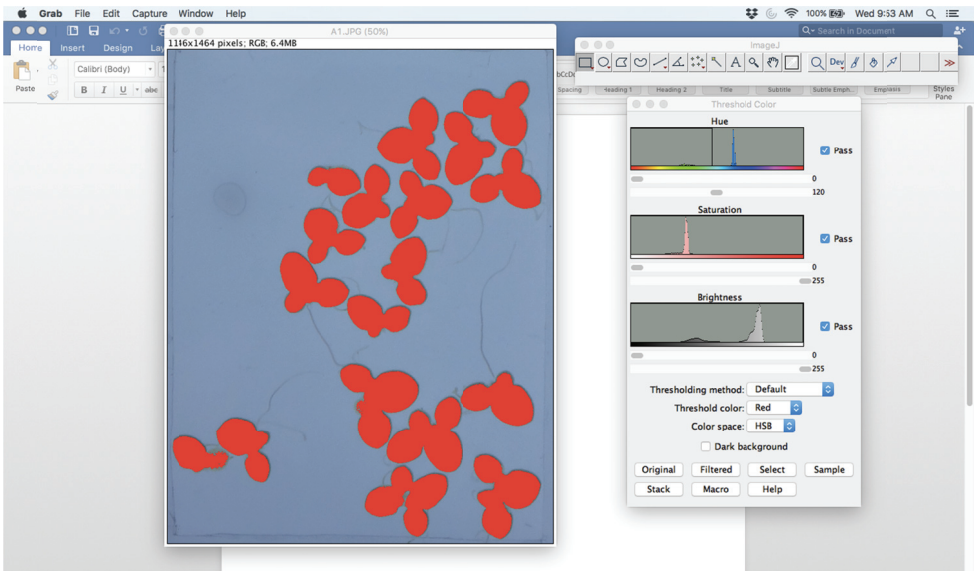 Grab File Edit Capture Window Help 100% Wed 9:53 AM
A1.JPG (50%)
Search in Document
Home Insert Design Lay
1116x1464 pixels; RGB; 6.4MB
ImageJ
Paste
Calibri (Body)
B I U abc
A Dev
Spacing Heading 1 Heading 2 Title Subtitle Subtle Emph... Emphasis
Styles
Pane
Threshold Color
Hue
Pass
0
120
Saturation
Pass
0
255
Brightness
Pass
0
255
Thresholding method: Default
Threshold color: Red
Color space: HSB
Dark background
Original Filtered Select Sample
Stack Macro Help